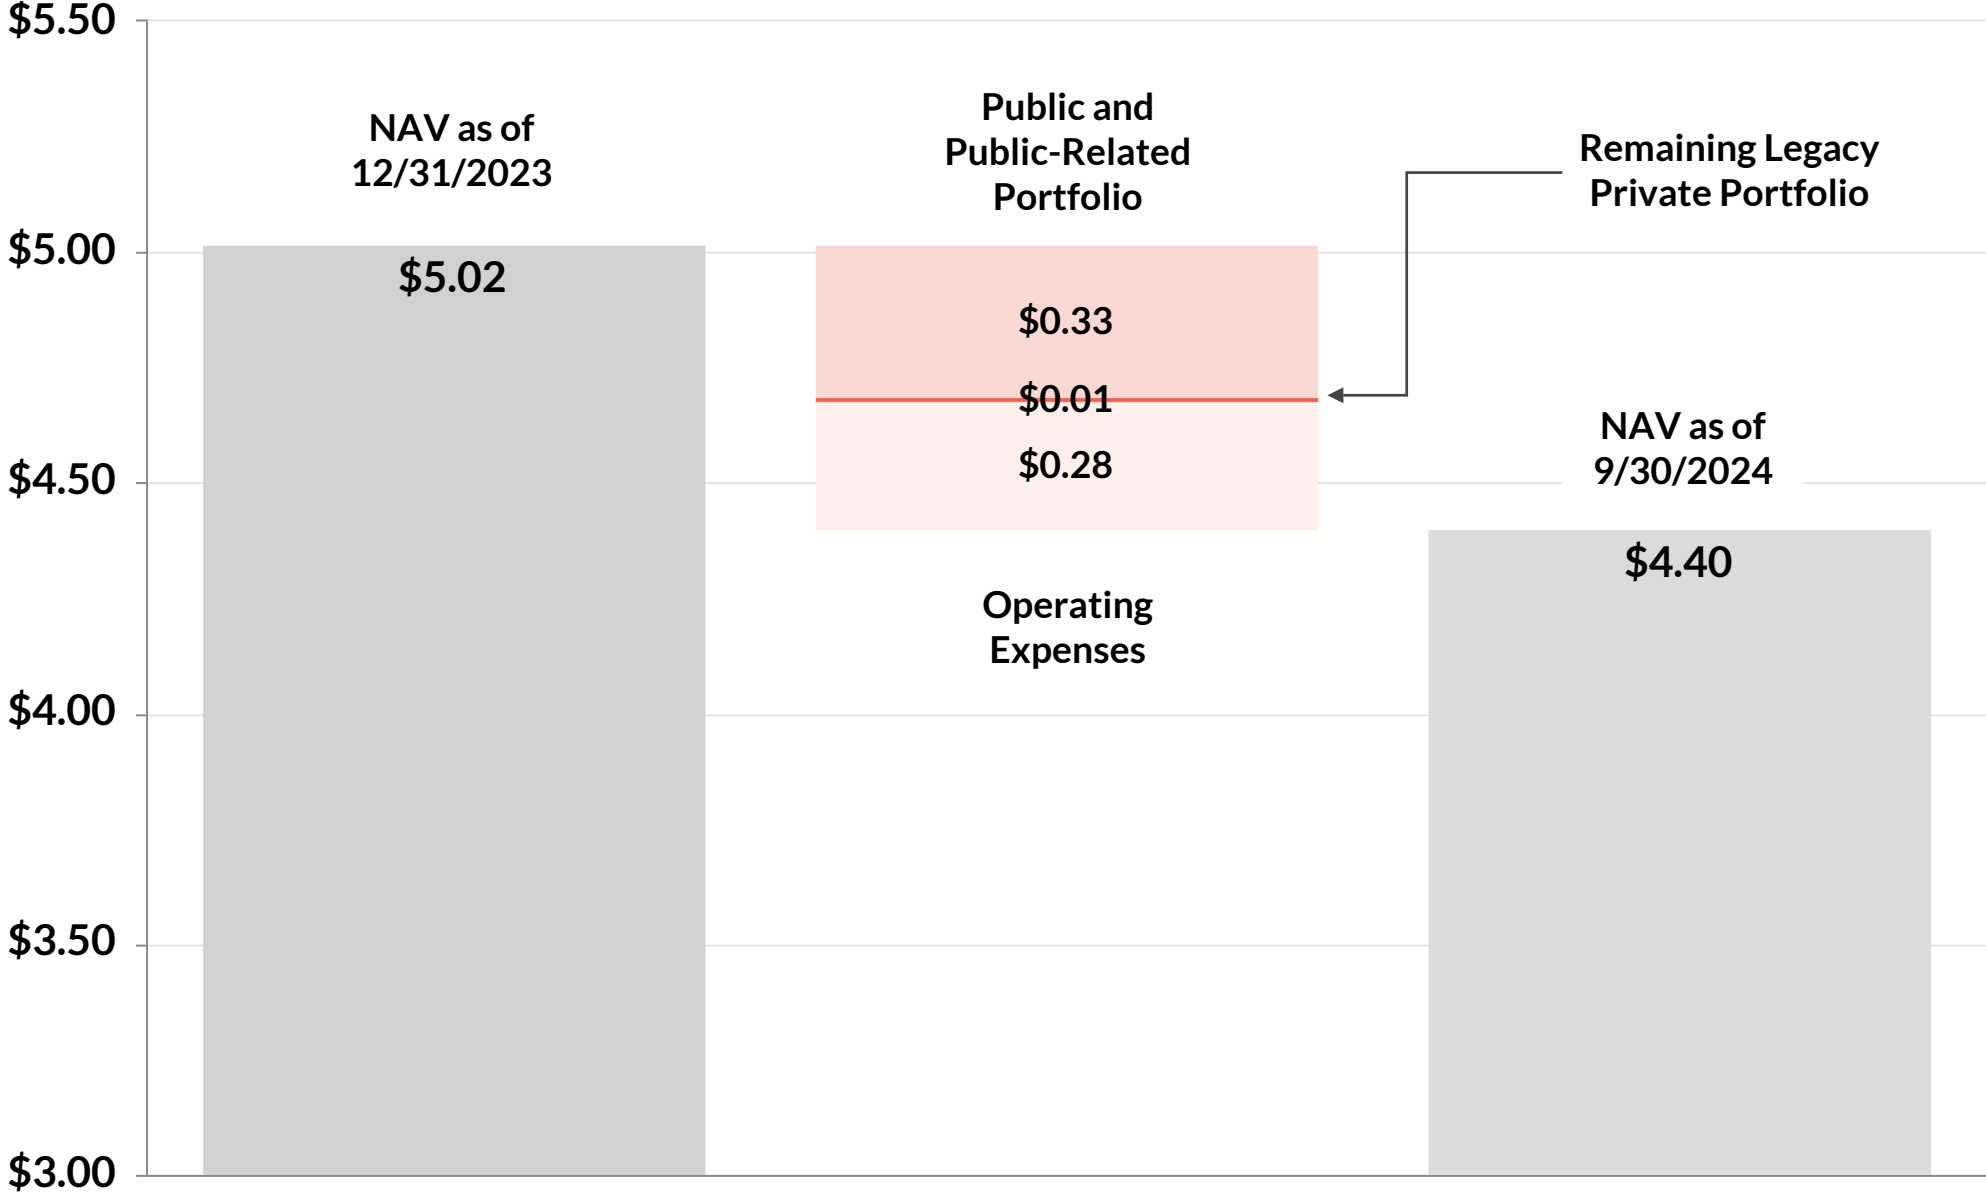 $5.50
$5.00
$4.50
$4.00
$3.50
$3.00
NAV as of
12/31/2023
$5.02
Public and
Public-Related
Portfolio
$0.33
$0.01
$0.28
Operating
Expenses
Remaining Legacy
Private Portfolio
NAV as of
9/30/2024
$4.40